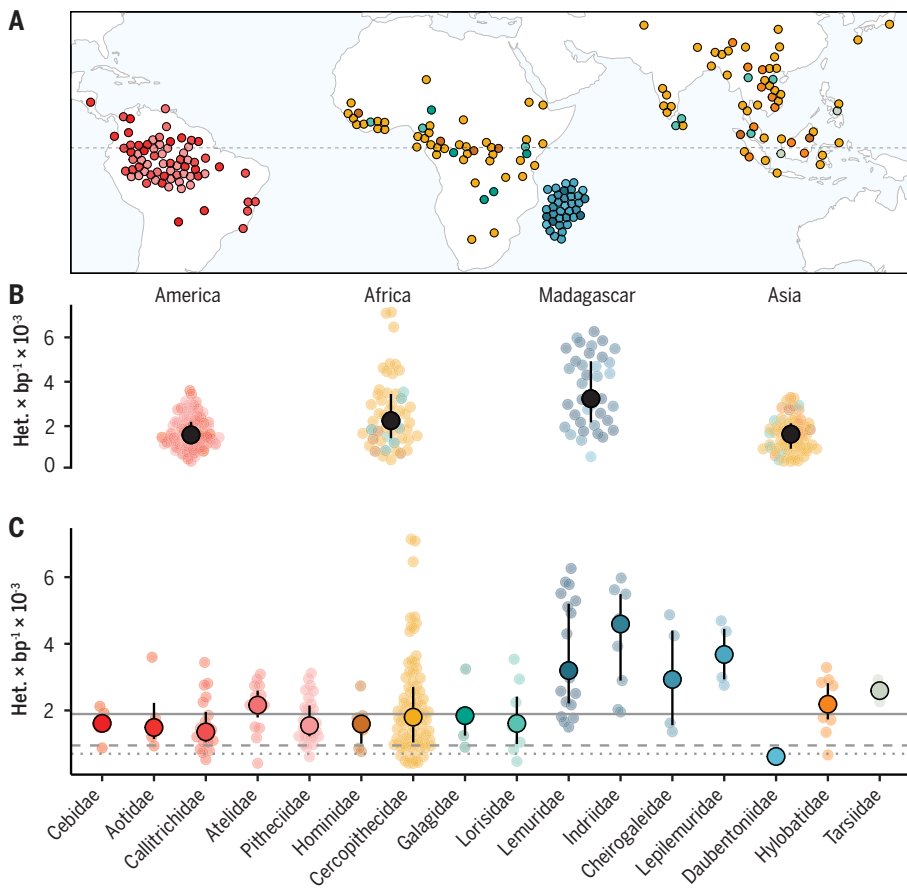 A
B
America Africa Madagascar Asia
Het. × bp⁻¹ × 10⁻³
6
4
2
0
C
Het. × bp⁻¹ × 10⁻³
6
4
2
Cebidae
Aotidae
Callitrichidae
Atelidae
Pitheciidae
Hominidae
Cercopithecidae
Galagidae
Lorisidae
Lemuridae
Indriidae
Cheirogaleidae
Lepilemuridae
Daubentoniidae
Hylobatidae
Tarsiidae